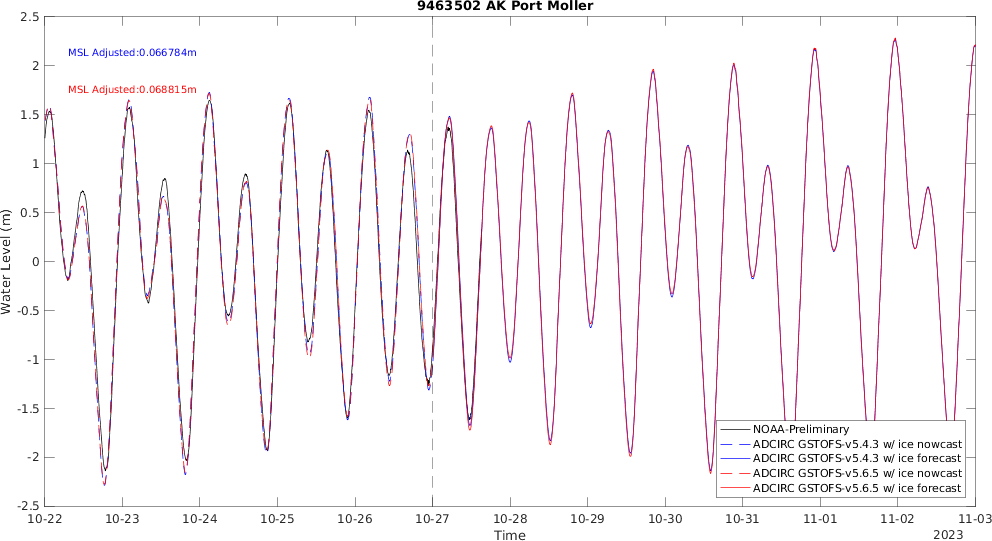 9463502 AK Port Moller
MSL Adjusted:0.066784m
MSL Adjusted:0.068815m
Water Level (m)
2.5
2
1.5
1
0.5
0
-0.5
-1
-1.5
-2
-2.5
NOAA-Preliminary
ADCIRC GSTOFS-v5.4.3 w/ ice nowcast
ADCIRC GSTOFS-v5.4.3 w/ ice forecast
ADCIRC GSTOFS-v5.6.5 w/ ice nowcast
ADCIRC GSTOFS-v5.6.5 w/ ice forecast
10-22 10-23 10-24 10-25 10-26 10-27 10-28 10-29 10-30 10-31 11-01 11-02 11-03
Time
2023